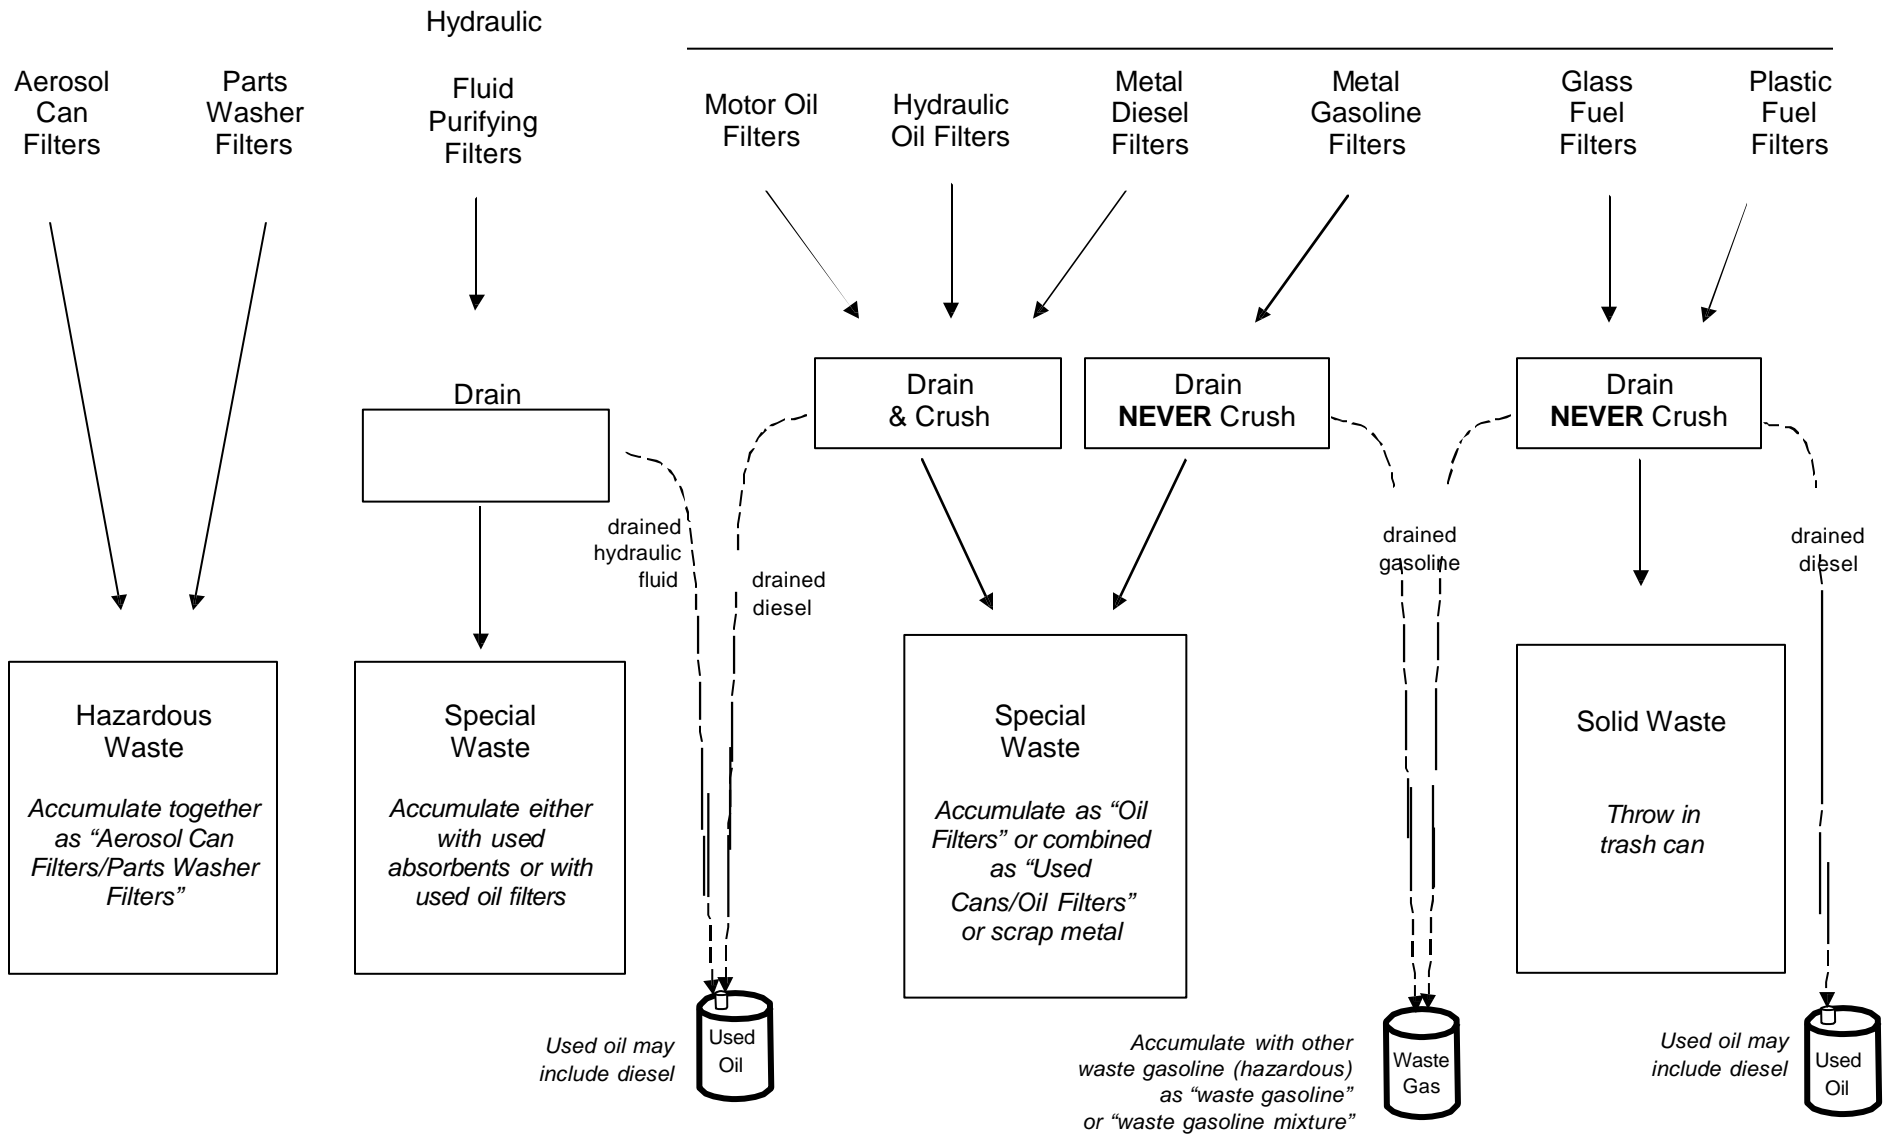 Hydraulic
Aerosol
Can
Filters
Parts
Washer
Filters
Fluid
Purifying
Filters
Motor Oil
Filters
Hydraulic
Oil Filters
Metal
Diesel
Filters
Metal
Gasoline
Filters
Glass
Fuel
Filters
Plastic
Fuel
Filters
Drain
Drain
& Crush
Drain
NEVER Crush
Drain
NEVER Crush
drained
hydraulic
fluid
drained
diesel
drained
gasoline
drained
diesel
Hazardous
Waste
Accumulate together
as “Aerosol Can
Filters/Parts Washer
Filters”
Special
Waste
Accumulate either
with used
absorbents or with
used oil filters
Special
Waste
Accumulate as “Oil
Filters” or combined
as “Used
Cans/Oil Filters”
or scrap metal
Solid Waste
Throw in
trash can
Used oil may
include diesel
Used
Oil
Accumulate with other
waste gasoline (hazardous)
as “waste gasoline”
or “waste gasoline mixture”
Waste
Gas
Used oil may
include diesel
Used
Oil